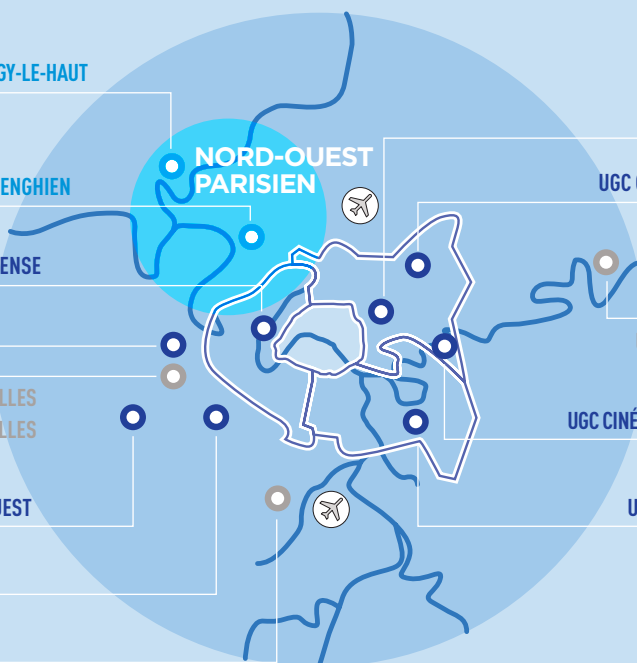 GY-LE-HAUT
NORD-OUEST
PARISIEN
ENGHIEN
UGC
ENSE
LLES
LLES
UGC CINÉ
UEST
U